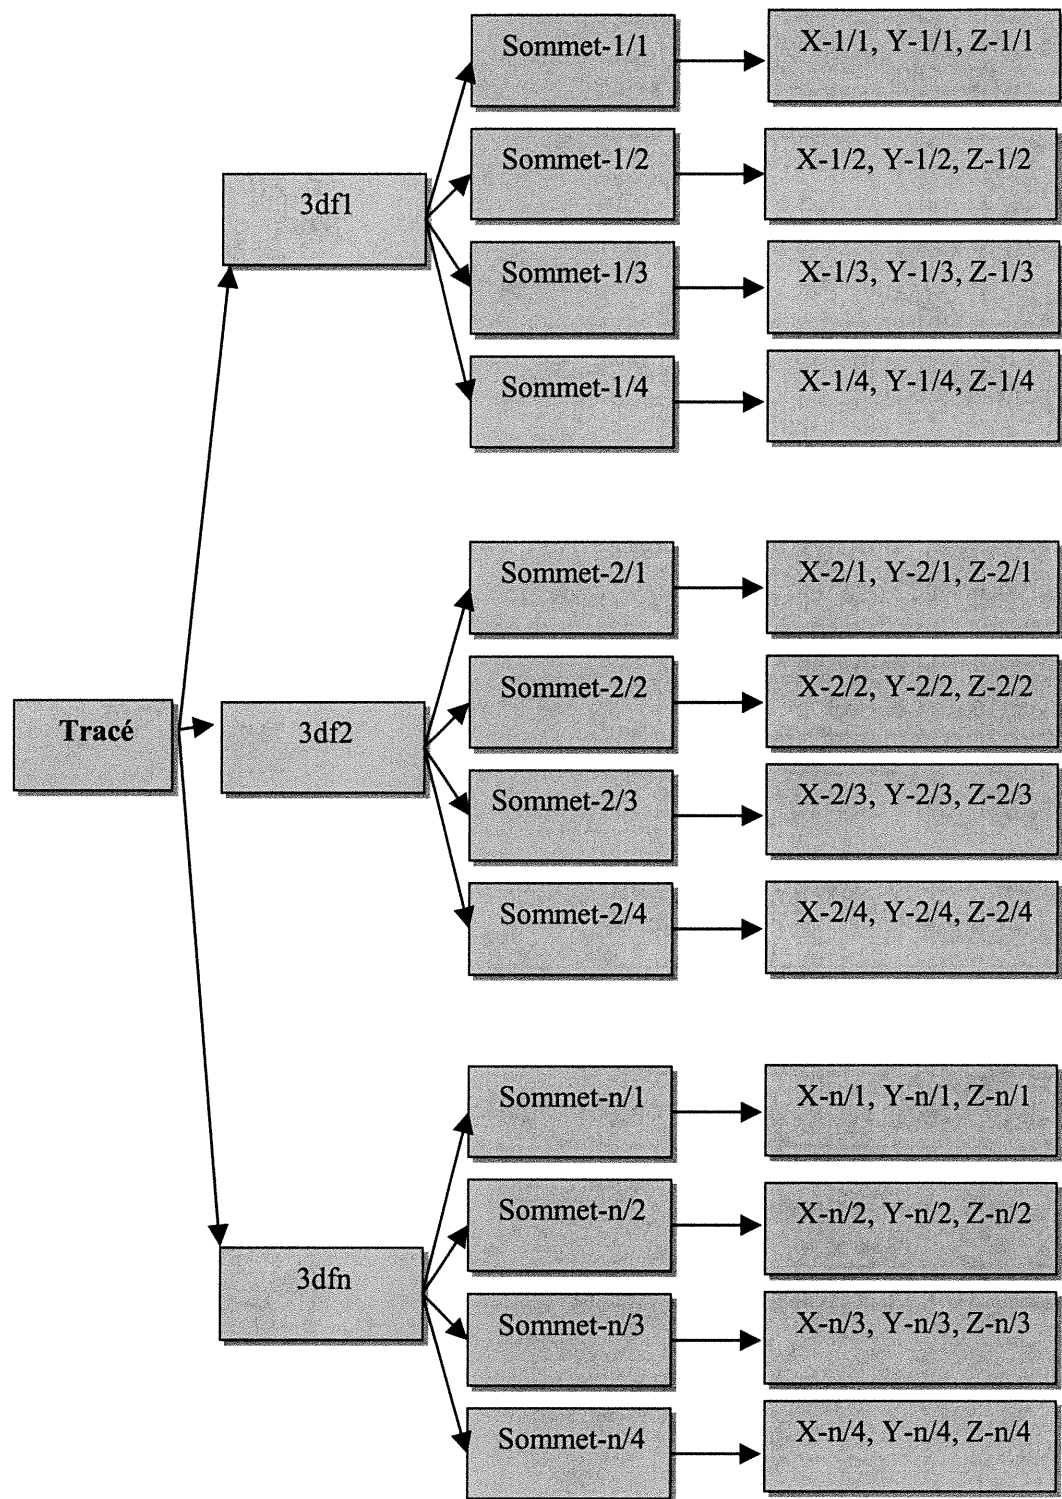 Sommet-1/1
X-1/1, Y-1/1, Z-1/1
Sommet-1/2
X-1/2, Y-1/2, Z-1/2
3df1
Sommet-1/3
X-1/3, Y-1/3, Z-1/3
Sommet-1/4
X-1/4, Y-1/4, Z-1/4
Sommet-2/1
X-2/1, Y-2/1, Z-2/1
Sommet-2/2
X-2/2, Y-2/2, Z-2/2
Tracé
3df2
Sommet-2/3
X-2/3, Y-2/3, Z-2/3
Sommet-2/4
X-2/4, Y-2/4, Z-2/4
Sommet-n/1
X-n/1, Y-n/1, Z-n/1
Sommet-n/2
X-n/2, Y-n/2, Z-n/2
3dfn
Sommet-n/3
X-n/3, Y-n/3, Z-n/3
Sommet-n/4
X-n/4, Y-n/4, Z-n/4